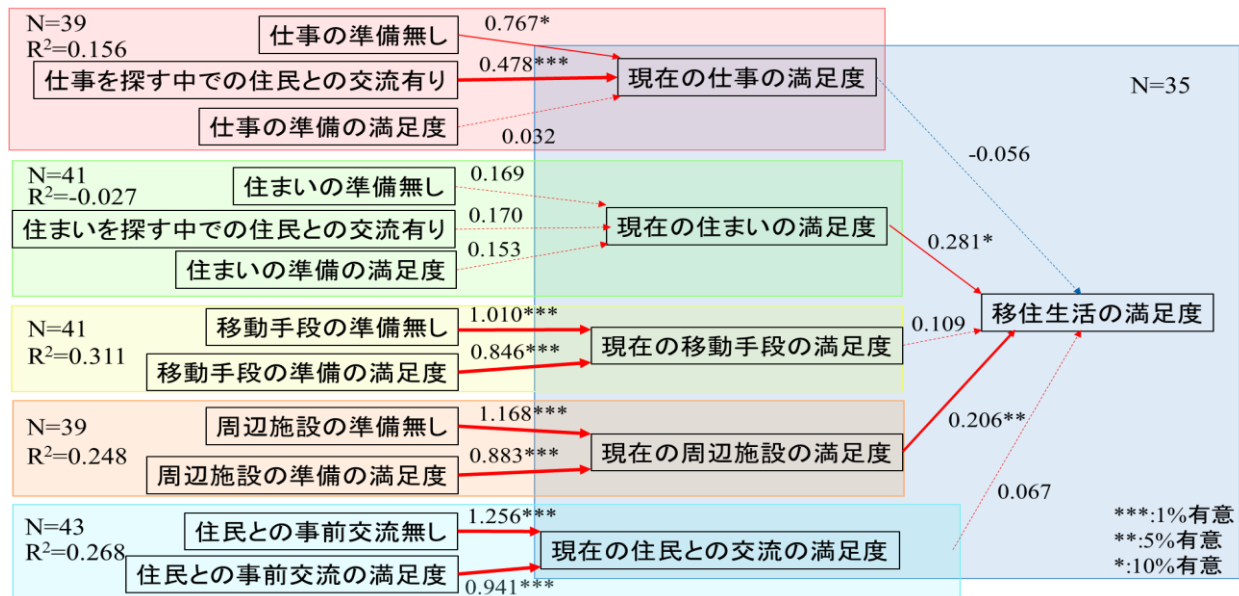 N=39
R²=0.156
仕事の準備無し
0.767*
仕事を探す中での住民との交流有り
0.478***
仕事の準備の満足度
0.032
現在の仕事の満足度
N=35
-0.056
N=41
R²=-0.027
住まいの準備無し
0.169
住まいを探す中での住民との交流有り
0.170
住まいの準備の満足度
0.153
現在の住まいの満足度
0.281*
移住生活の満足度
N=41
R²=0.311
移動手段の準備無し
1.010***
移動手段の準備の満足度
0.846***
現在の移動手段の満足度
0.109
N=39
R²=0.248
周辺施設の準備無し
1.168***
周辺施設の準備の満足度
0.883***
現在の周辺施設の満足度
0.206**
N=43
R²=0.268
住民との事前交流無し
1.256***
住民との事前交流の満足度
0.941***
現在の住民との交流の満足度
0.067
***:1%有意
**:5%有意
*:10%有意